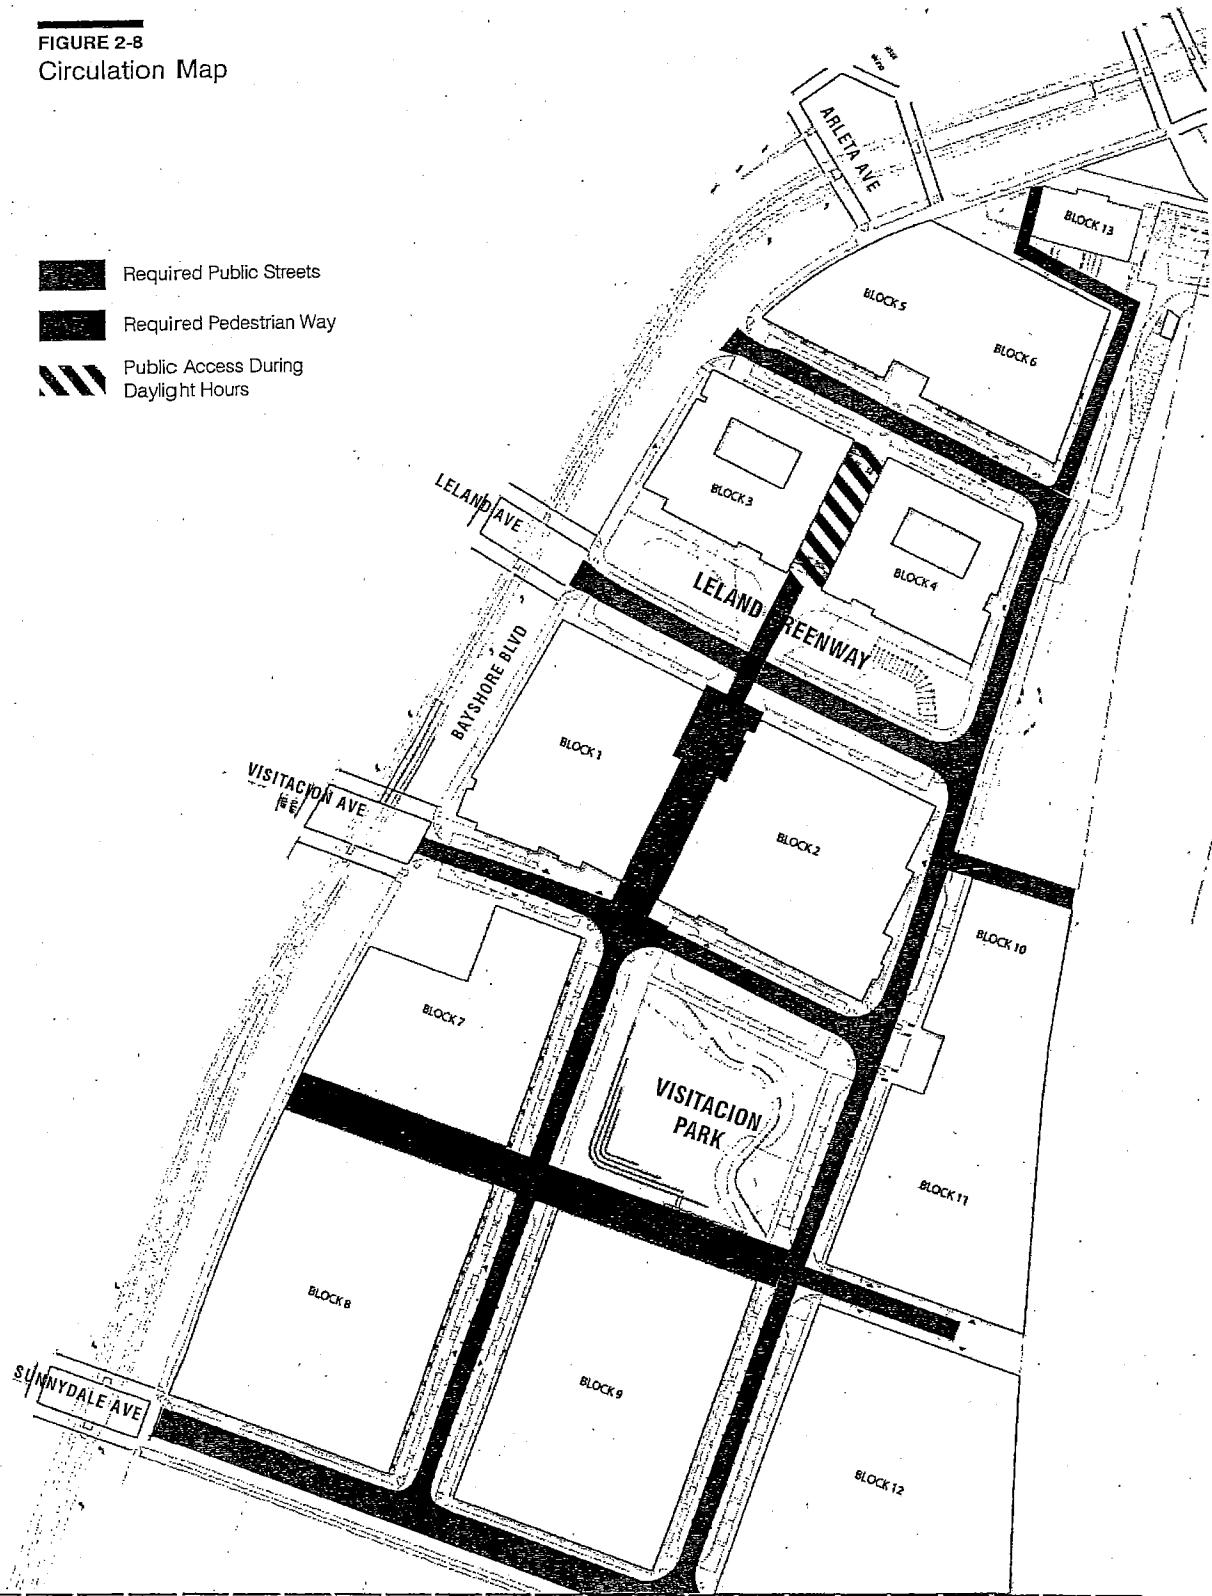 FIGURE 2-8
Circulation Map
ARLETA AVE
BLOCK 13
Required Public Streets
BLOCK 5
Required Pedestrian Way
BLOCK 6
Public Access During
Daylight Hours
LELAND AVE
BLOCK 3
BLOCK 4
LELAND REENWAY
BAYSHORE BLVD
BLOCK 1
VISITACION AVE
BLOCK 2
BLOCK 10
BLOCK 7
VISITACION
PARK
BLOCK 11
BLOCK 8
SUNNYDALE AVE
BLOCK 9
BLOCK 12